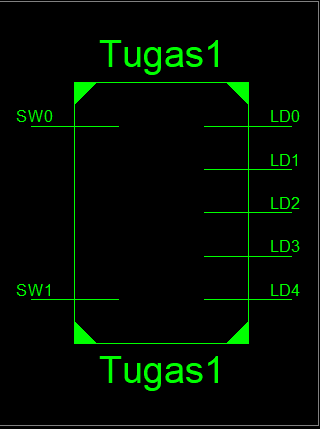 Tugas1
SW0 LD0
LD1
LD2
LD3
SW1 LD4
Tugas1